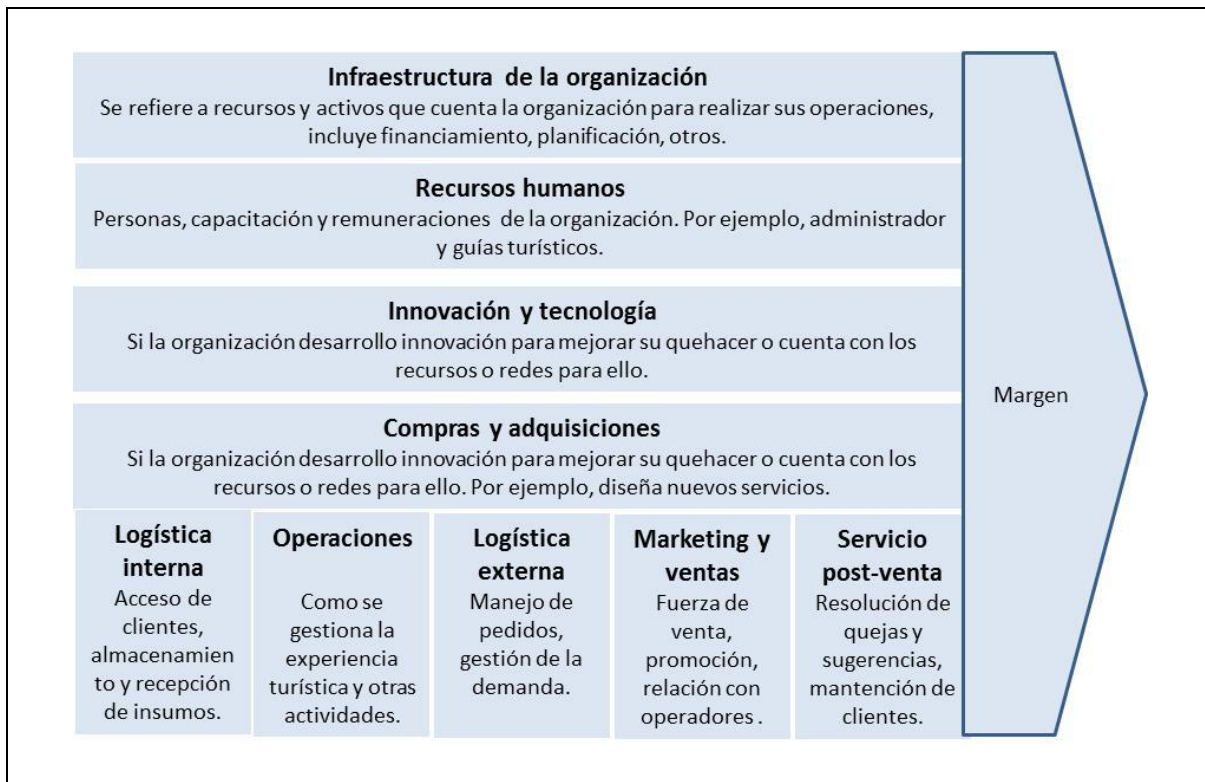 Infraestructura de la organización
Se refiere a recursos y activos que cuenta la organización para realizar sus operaciones,
incluye financiamiento, planificación, otros.
Recursos humanos
Personas, capacitación y remuneraciones de la organización. Por ejemplo, administrador
y guías turísticos.
Innovación y tecnología
Si la organización desarrollo innovación para mejorar su quehacer o cuenta con los
recursos o redes para ello.
Compras y adquisiciones
Si la organización desarrollo innovación para mejorar su quehacer o cuenta con los
recursos o redes para ello. Por ejemplo, diseña nuevos servicios.
Logística
interna
Acceso de
clientes,
almacenamien
to y recepción
de insumos.
Operaciones
Como se
gestiona la
experiencia
turística y otras
actividades.
Logística
externa
Manejo de
pedidos,
gestión de la
demanda.
Marketing y
ventas
Fuerza de
venta,
promoción,
relación con
operadores .
Servicio
post-venta
Resolución de
quejas y
sugerencias,
mantención de
clientes.
Margen